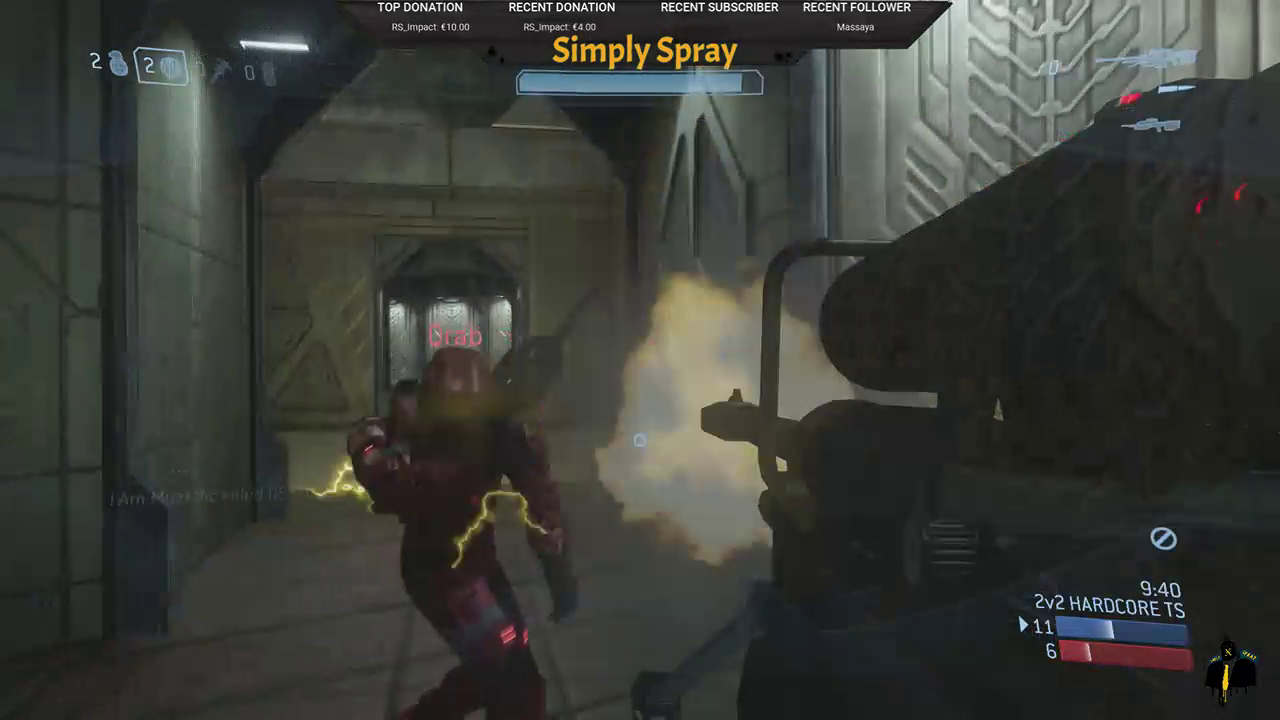 TOP DONATION
RECENT DONATION
RECENT SUBSCRIBER
RECENT FOLLOWER
RS_Impact: €10.00
RS_Impact: €4.00
Massaya
Simply Spray
2
2
0
0
9:40
2v2 HARDCORE TS
11
6